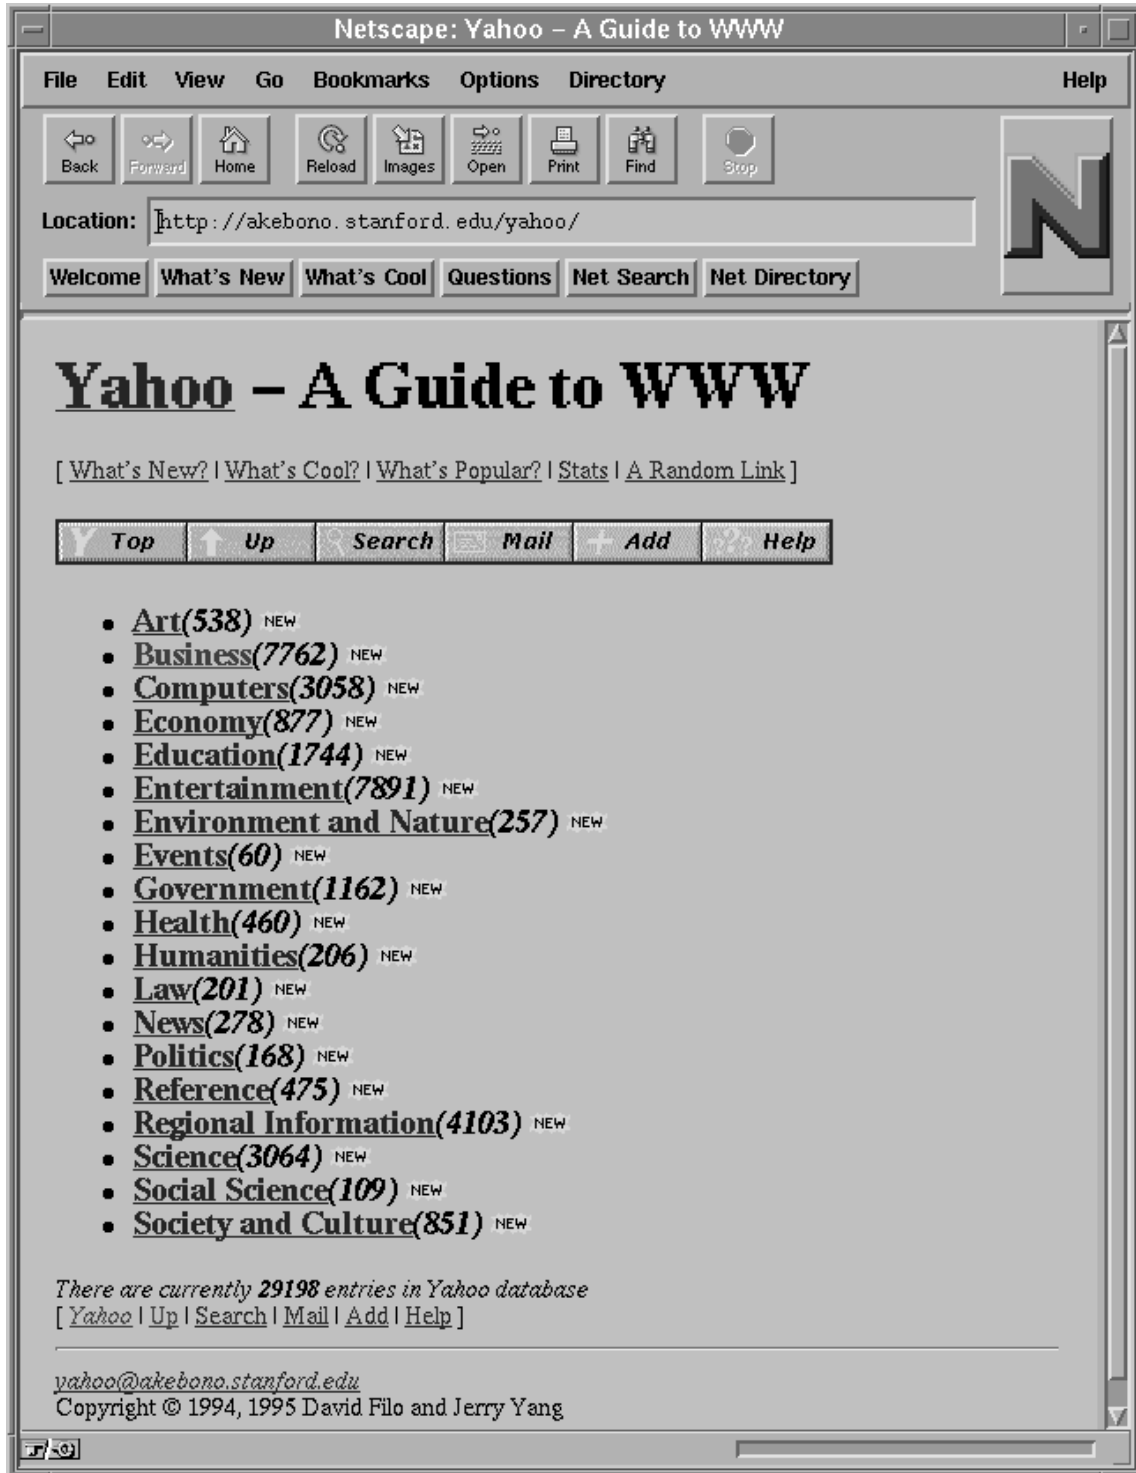 Netscape: Yahoo – A Guide to WWW
File Edit View Go Bookmarks Options Directory Help
Back Forward Home Reload Images Open Print Find Stop
N
Location: http://akebono.stanford.edu/yahoo/
Welcome What's New What's Cool Questions Net Search Net Directory
Yahoo – A Guide to WWW
[ What's New? | What's Cool? | What's Popular? | Stats | A Random Link ]
Y Top Up Search Mail Add ??? Help
Art(538) NEW
Business(7762) NEW
Computers(3058) NEW
Economy(877) NEW
Education(1744) NEW
Entertainment(7891) NEW
Environment and Nature(257) NEW
Events(60) NEW
Government(1162) NEW
Health(460) NEW
Humanities(206) NEW
Law(201) NEW
News(278) NEW
Politics(168) NEW
Reference(475) NEW
Regional Information(4103) NEW
Science(3064) NEW
Social Science(109) NEW
Society and Culture(851) NEW
There are currently 29198 entries in Yahoo database
[ Yahoo | Up | Search | Mail | Add | Help ]
yahoo@akebono.stanford.edu
Copyright © 1994, 1995 David Filo and Jerry Yang